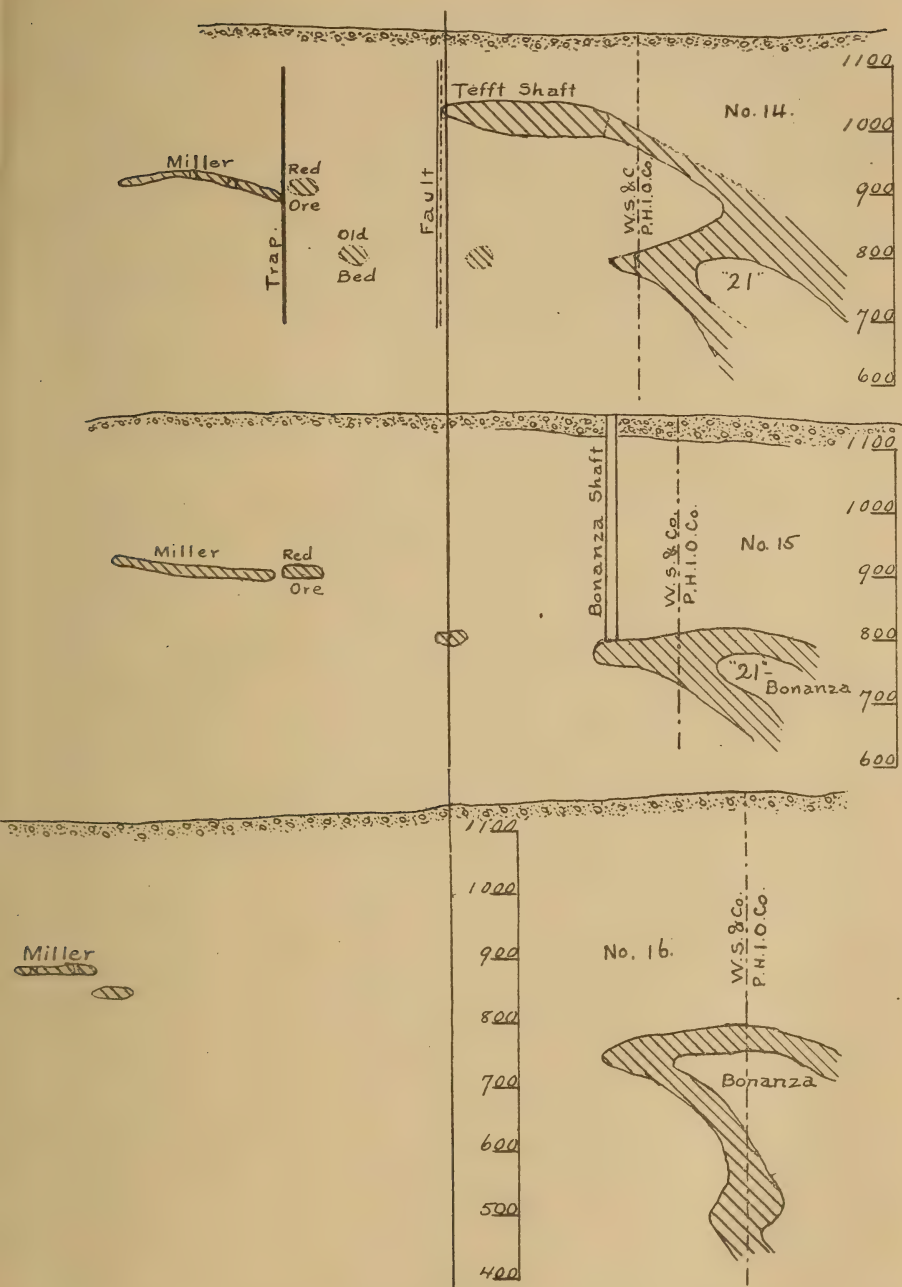 1100
Tefft Shaft
No. 14.
1000
Miller
Red
Ore
900
Trap.
Fault
W.S.&C.
P.H.I.O.Co.
Old
Bed
800
"21"
700
600
1100
Bonanza Shaft
1000
W.S.&Co.
P.H.I.O.Co.
No. 15
Miller
Red
Ore
900
800
"21"-
Bonanza
700
600
1100
1000
W.S.&Co.
P.H.I.O.Co.
Miller
No. 16.
900
800
Bonanza
700
600
500
400